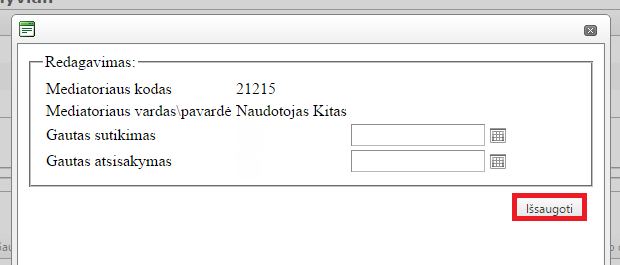 Redagavimas:
Mediatoriaus kodas 21215
Mediatoriaus vardas\pavardė Naudotojas Kitas
Gautas sutikimas
Gautas atsisakymas
Išsaugoti